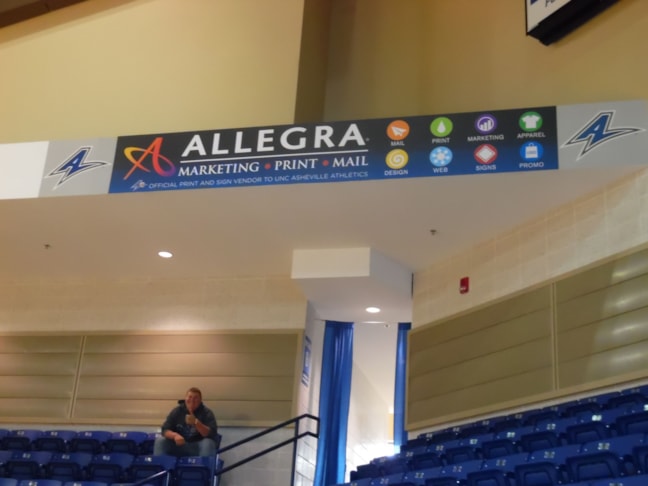 ALLEGRA
MARKETING • PRINT • MAIL
OFFICIAL PRINT AND SIGN VENDOR TO UNC ASHEVILLE ATHLETICS
MAIL PRINT MARKETING APPAREL
DESIGN WEB SIGNS PROMO